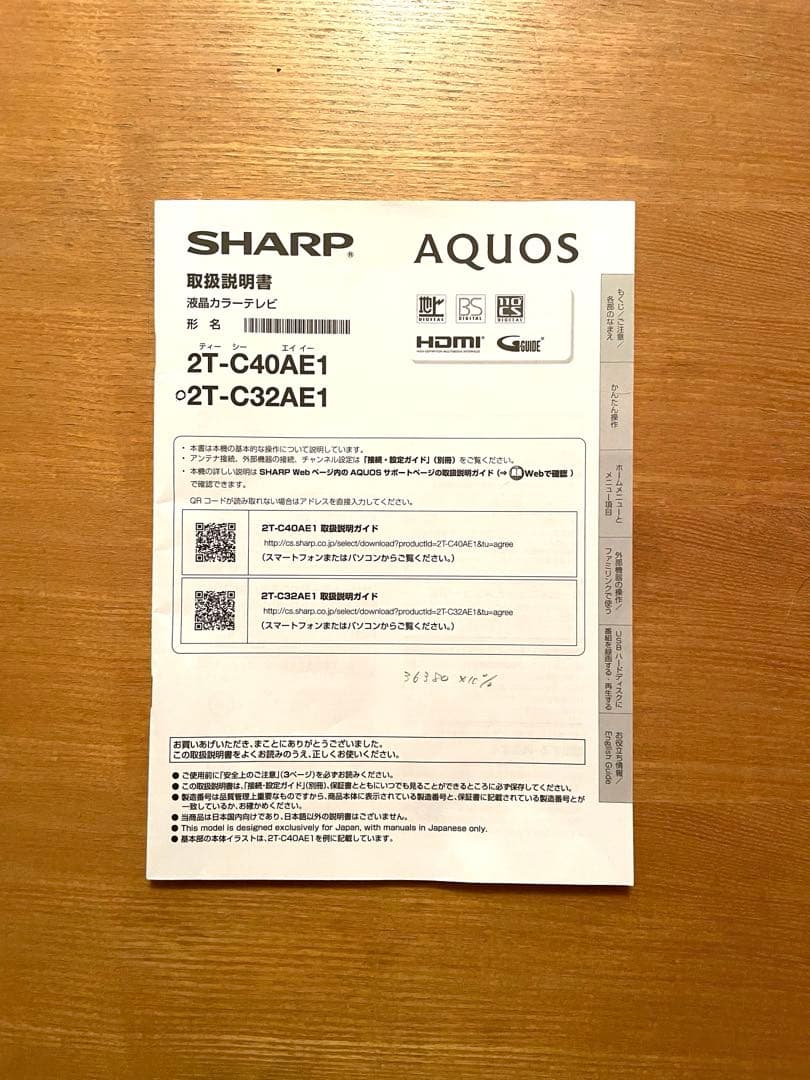 SHARP®
AQUOS
取扱説明書
液晶カラーテレビ
形 名
ティー シー エイ イー
2T-C40AE1
○2T-C32AE1
地上 DIGITAL
BS DIGITAL
110°CS DIGITAL
HDMI®
HIGH-DEFINITION MULTIMEDIA INTERFACE
G-GUIDE®
・ 本書は本機の基本的な操作について説明しています。
・ アンテナ接続、外部機器の接続、チャンネル設定は「接続・設定ガイド」(別冊) をご覧ください。
・ 本機の詳しい説明は SHARP Web ページ内の AQUOS サポートページの取扱説明ガイド (⇒ Webで確認 )
で確認できます。
QR コードが読み取れない場合はアドレスを直接入力してください。
2T-C40AE1 取扱説明ガイド
http://cs.sharp.co.jp/select/download?productId=2T-C40AE1&tu=agree
(スマートフォンまたはパソコンからご覧ください。)
2T-C32AE1 取扱説明ガイド
http://cs.sharp.co.jp/select/download?productId=2T-C32AE1&tu=agree
(スマートフォンまたはパソコンからご覧ください。)
36380 ×10%
お買いあげいただき、まことにありがとうございました。
この取扱説明書をよくお読みのうえ、正しくお使いください。
● ご使用前に「安全上のご注意」(3ページ)を必ずお読みください。
● この取扱説明書は、「接続・設定ガイド」(別冊)、保証書とともにいつでも見ることができるところに必ず保存してください。
● 製造番号は品質管理上重要なものですから、商品本体に表示されている製造番号と、保証書に記載されている製造番号とが
一致しているか、お確かめください。
● 当商品は日本国内向けであり、日本語以外の説明書はございません。
● This model is designed exclusively for Japan, with manuals in Japanese only.
● 基本部の本体イラストは、2T-C40AE1を例に記載しています。
もくじ/ご注意/
各部のなまえ
かんたん操作
ホームメニューと
メニュー項目
外部機器の操作/
ファミリンクで使う
USB ハードディスクに
番組を録画する・再生する
お役立ち情報/
English Guide